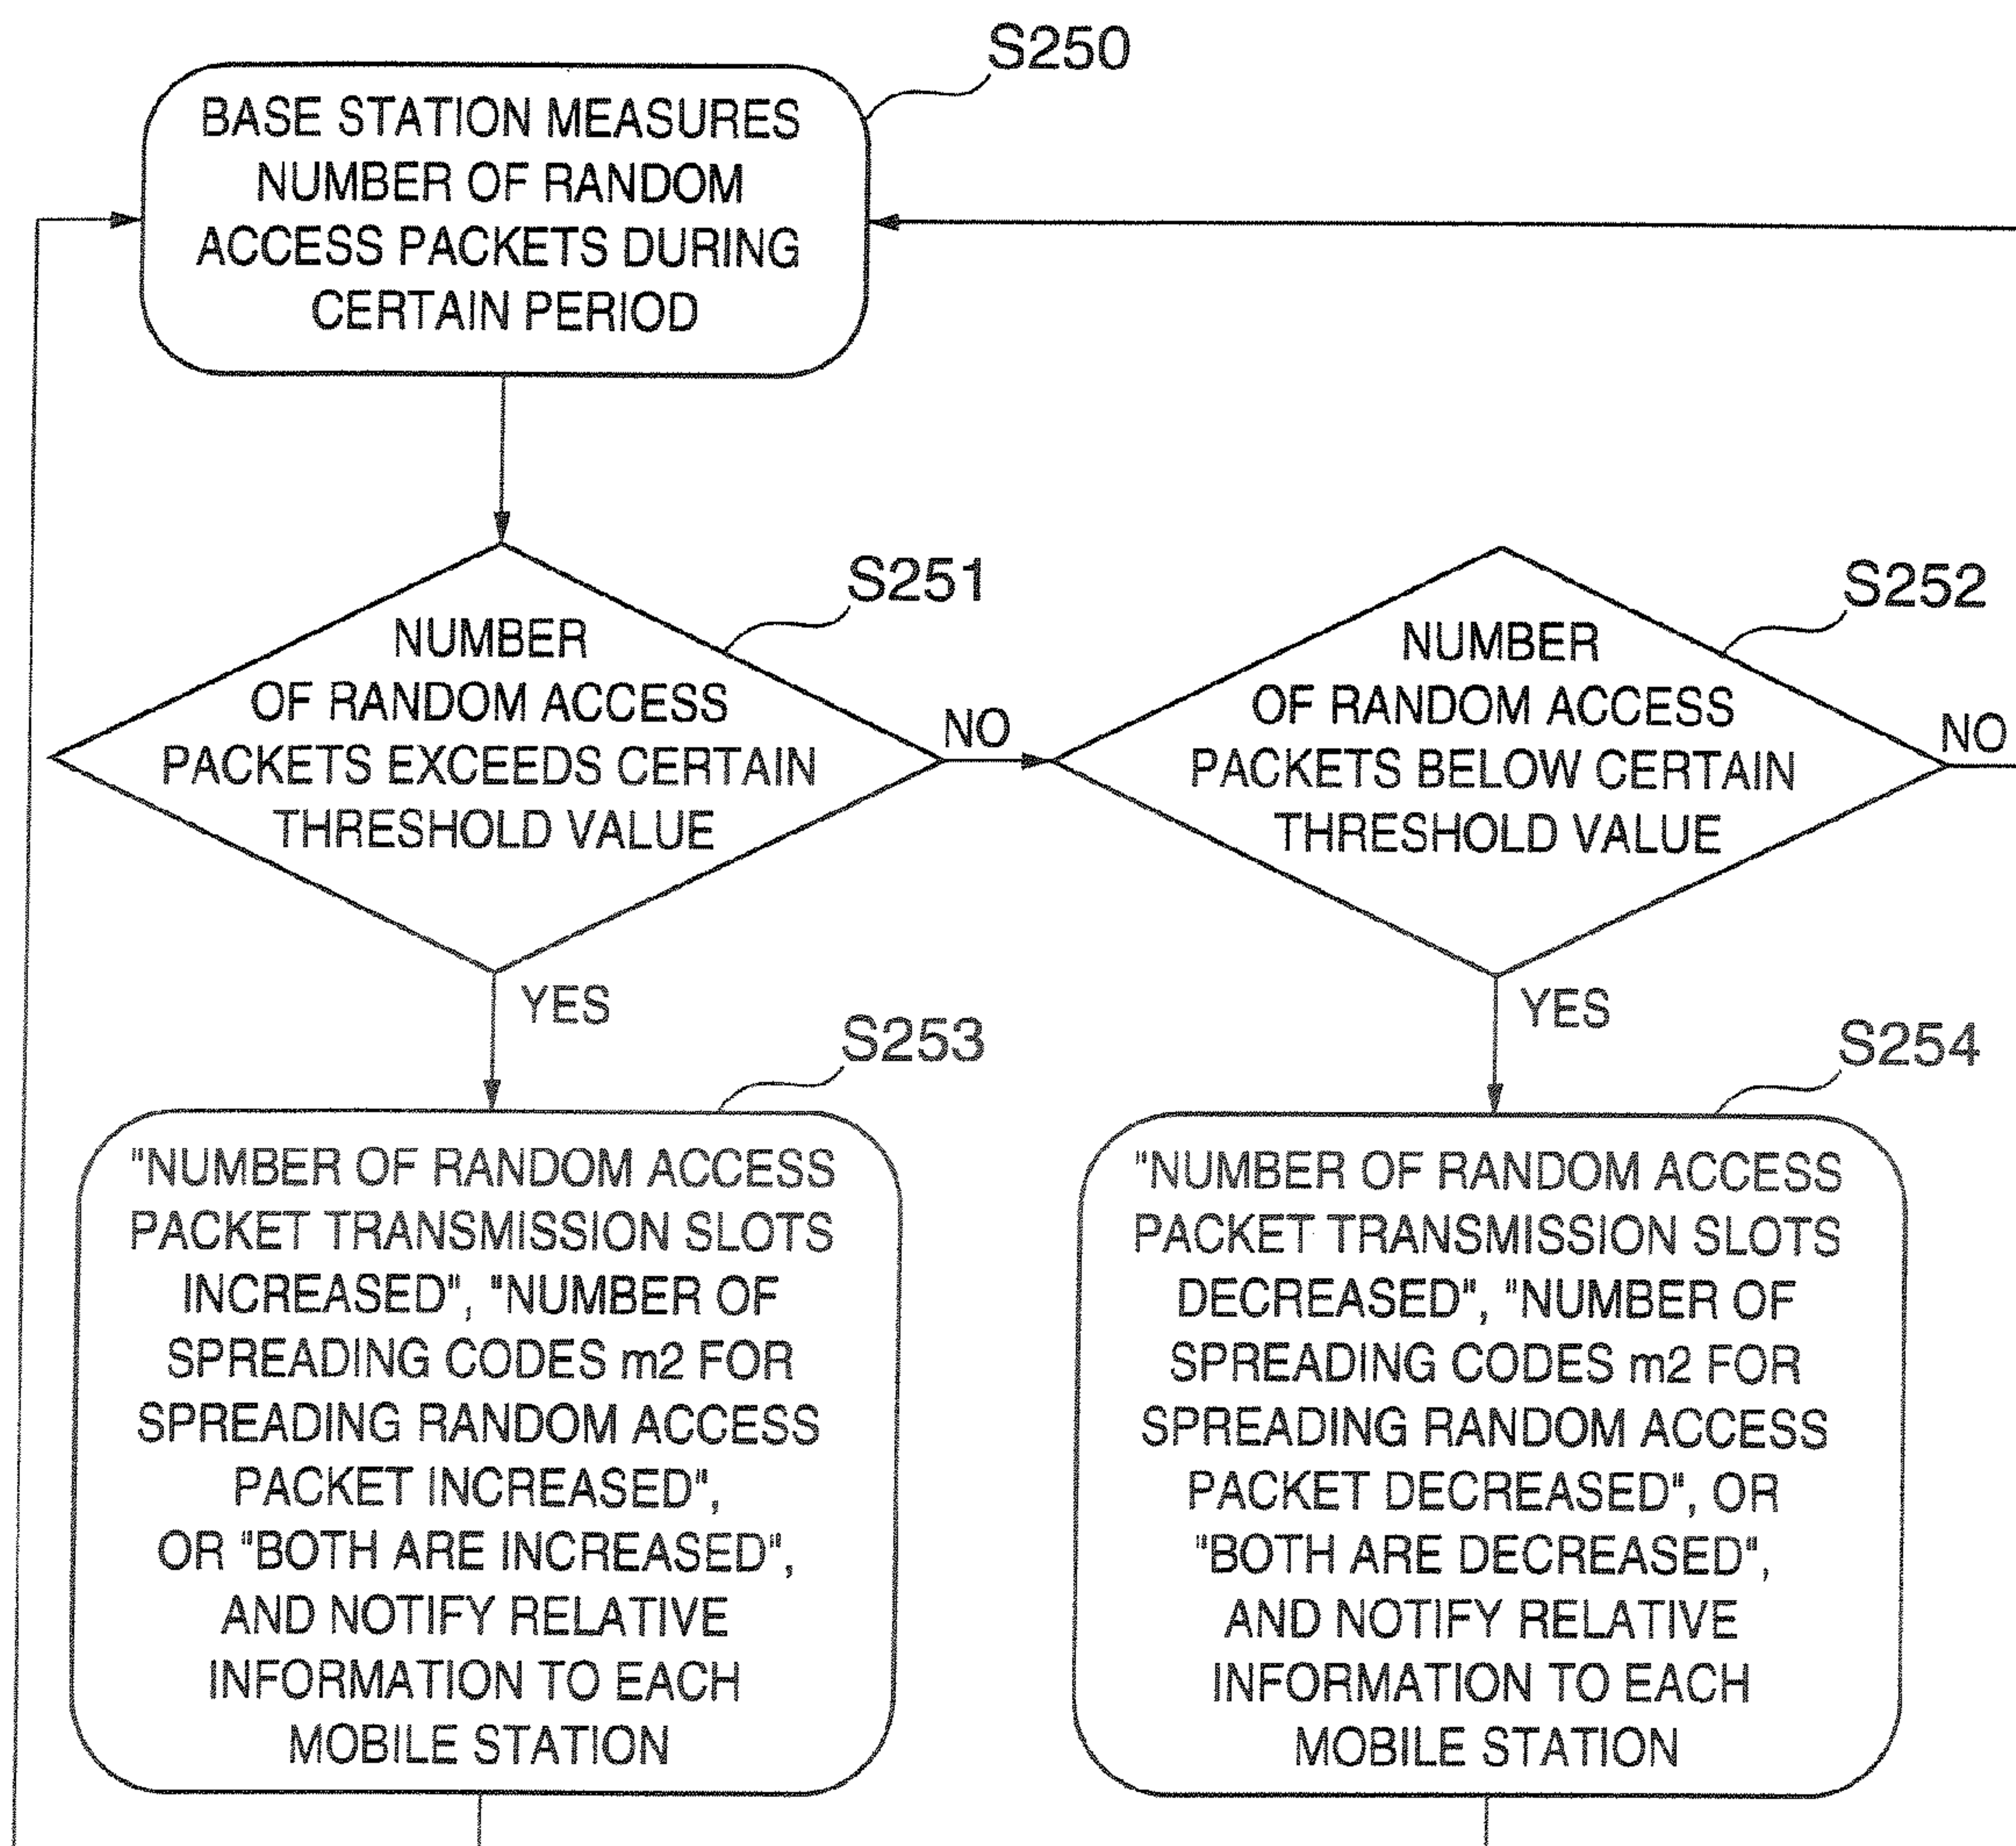 S250
BASE STATION MEASURES
NUMBER OF RANDOM
ACCESS PACKETS DURING
CERTAIN PERIOD
S251
NUMBER
OF RANDOM ACCESS
PACKETS EXCEEDS CERTAIN
THRESHOLD VALUE
NO
S252
NUMBER
OF RANDOM ACCESS
PACKETS BELOW CERTAIN
THRESHOLD VALUE
NO
YES
YES
S253
"NUMBER OF RANDOM ACCESS
PACKET TRANSMISSION SLOTS
INCREASED", "NUMBER OF
SPREADING CODES m2 FOR
SPREADING RANDOM ACCESS
PACKET INCREASED",
OR "BOTH ARE INCREASED",
AND NOTIFY RELATIVE
INFORMATION TO EACH
MOBILE STATION
S254
"NUMBER OF RANDOM ACCESS
PACKET TRANSMISSION SLOTS
DECREASED", "NUMBER OF
SPREADING CODES m2 FOR
SPREADING RANDOM ACCESS
PACKET DECREASED", OR
"BOTH ARE DECREASED",
AND NOTIFY RELATIVE
INFORMATION TO EACH
MOBILE STATION